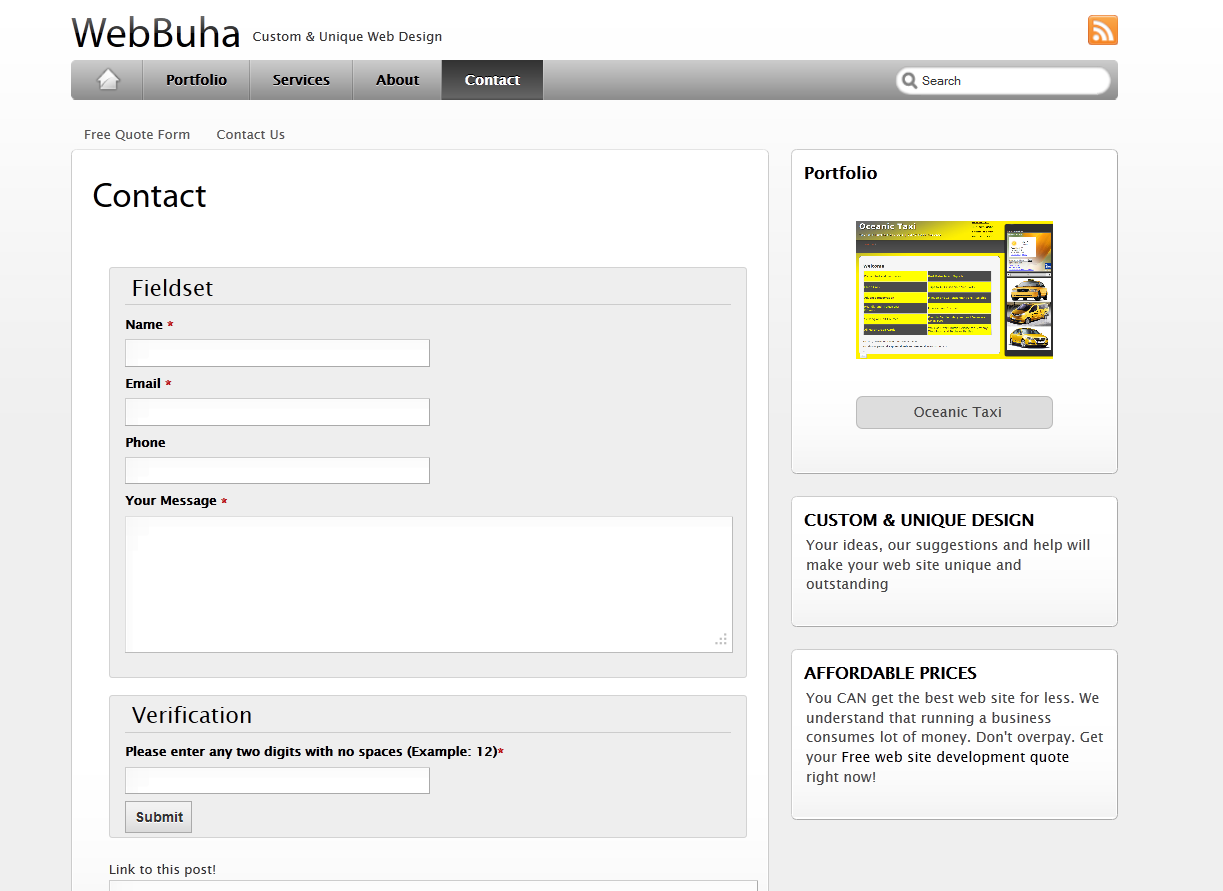 WebBuha
Custom & Unique Web Design
Portfolio
Services
About
Contact
Search
Free Quote Form
Contact Us
Contact
Fieldset
Name *
Email *
Phone
Your Message *
Verification
Please enter any two digits with no spaces (Example: 12)*
Submit
Link to this post!
Portfolio
Oceanic Taxi
Welcome
Oceanic Taxi
CUSTOM & UNIQUE DESIGN
Your ideas, our suggestions and help will
make your web site unique and
outstanding
AFFORDABLE PRICES
You CAN get the best web site for less. We
understand that running a business
consumes lot of money. Don't overpay. Get
your Free web site development quote
right now!